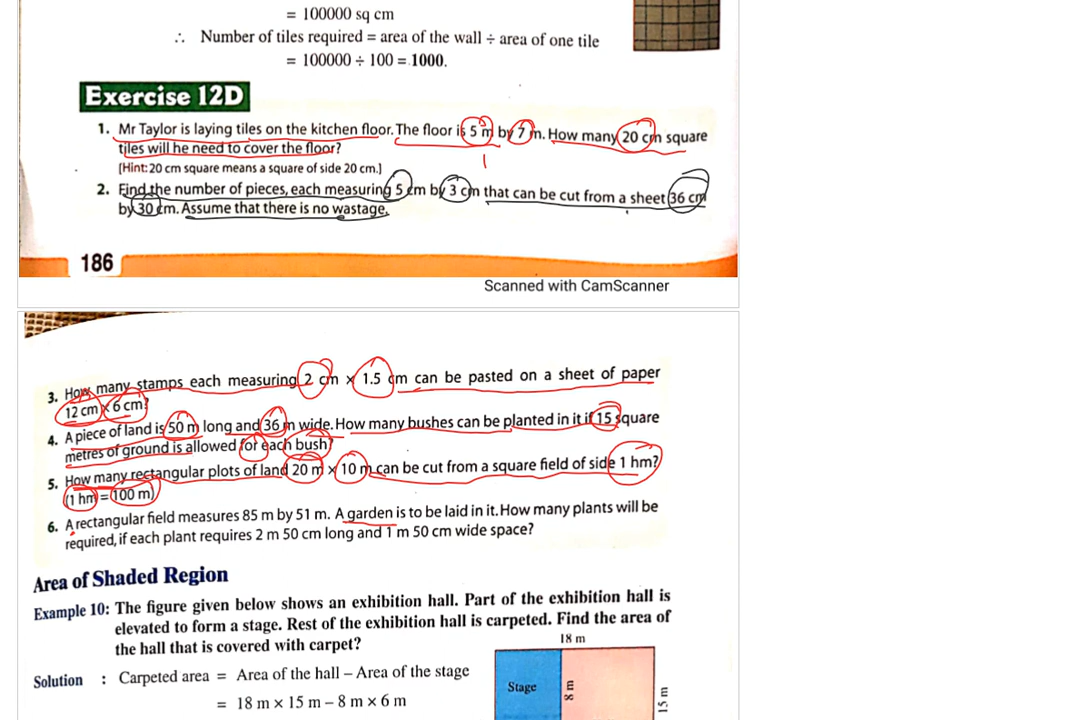 = 100000 sq cm
∴ Number of tiles required = area of the wall ÷ area of one tile
= 100000 ÷ 100 = 1000.
Exercise 12D
1. Mr Taylor is laying tiles on the kitchen floor. The floor is 5 m by 7 m. How many 20 cm square
tiles will he need to cover the floor?
[Hint: 20 cm square means a square of side 20 cm.]
2. Find the number of pieces, each measuring 5 cm by 3 cm that can be cut from a sheet 36 cm
by 30 cm. Assume that there is no wastage.
186
Scanned with CamScanner
3. How many stamps each measuring 2 cm × 1.5 cm can be pasted on a sheet of paper
12 cm × 6 cm?
4. A piece of land is 50 m long and 36 m wide. How many bushes can be planted in it if 15 square
metres of ground is allowed for each bush?
5. How many rectangular plots of land 20 m × 10 m can be cut from a square field of side 1 hm?
(1 hm = 100 m)
6. A rectangular field measures 85 m by 51 m. A garden is to be laid in it. How many plants will be
required, if each plant requires 2 m 50 cm long and 1 m 50 cm wide space?
Area of Shaded Region
Example 10: The figure given below shows an exhibition hall. Part of the exhibition hall is
elevated to form a stage. Rest of the exhibition hall is carpeted. Find the area of
the hall that is covered with carpet?
18 m
Solution : Carpeted area = Area of the hall – Area of the stage
= 18 m × 15 m – 8 m × 6 m
Stage
8 m
15 m